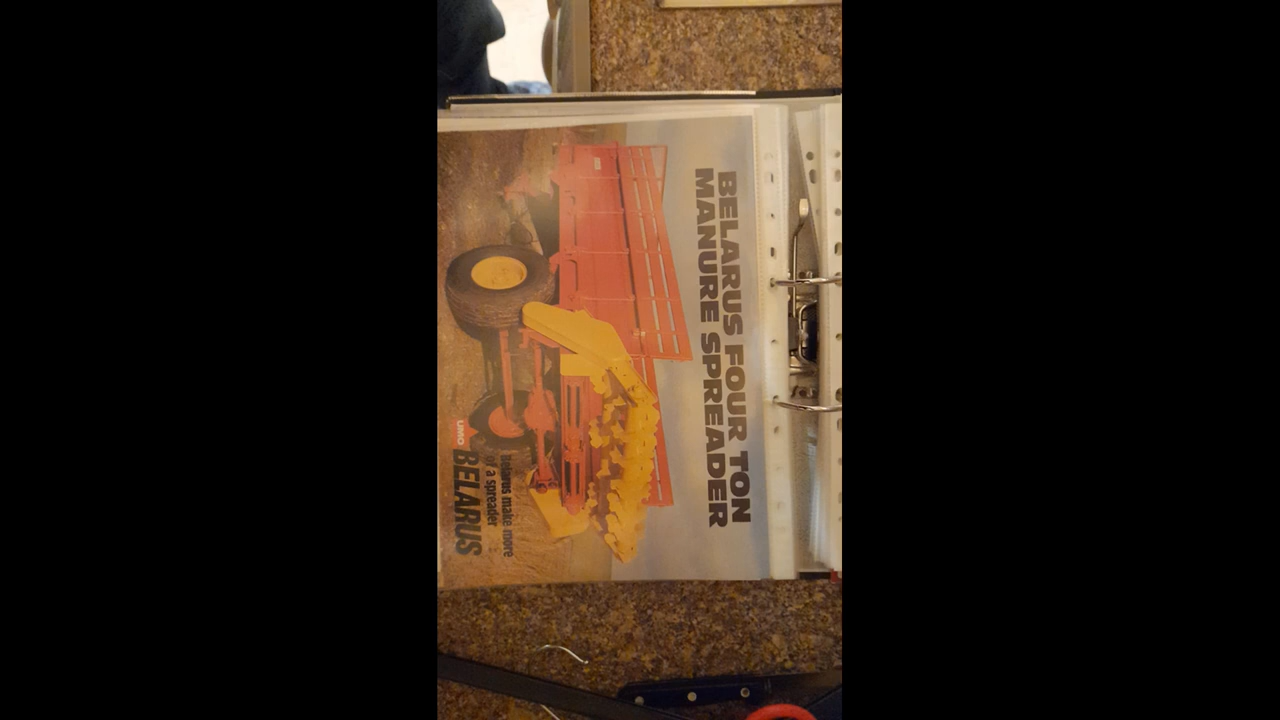 BELARUS FOUR TON
MANURE SPREADER
Belarus make more
of a spreader
UMO BELARUS